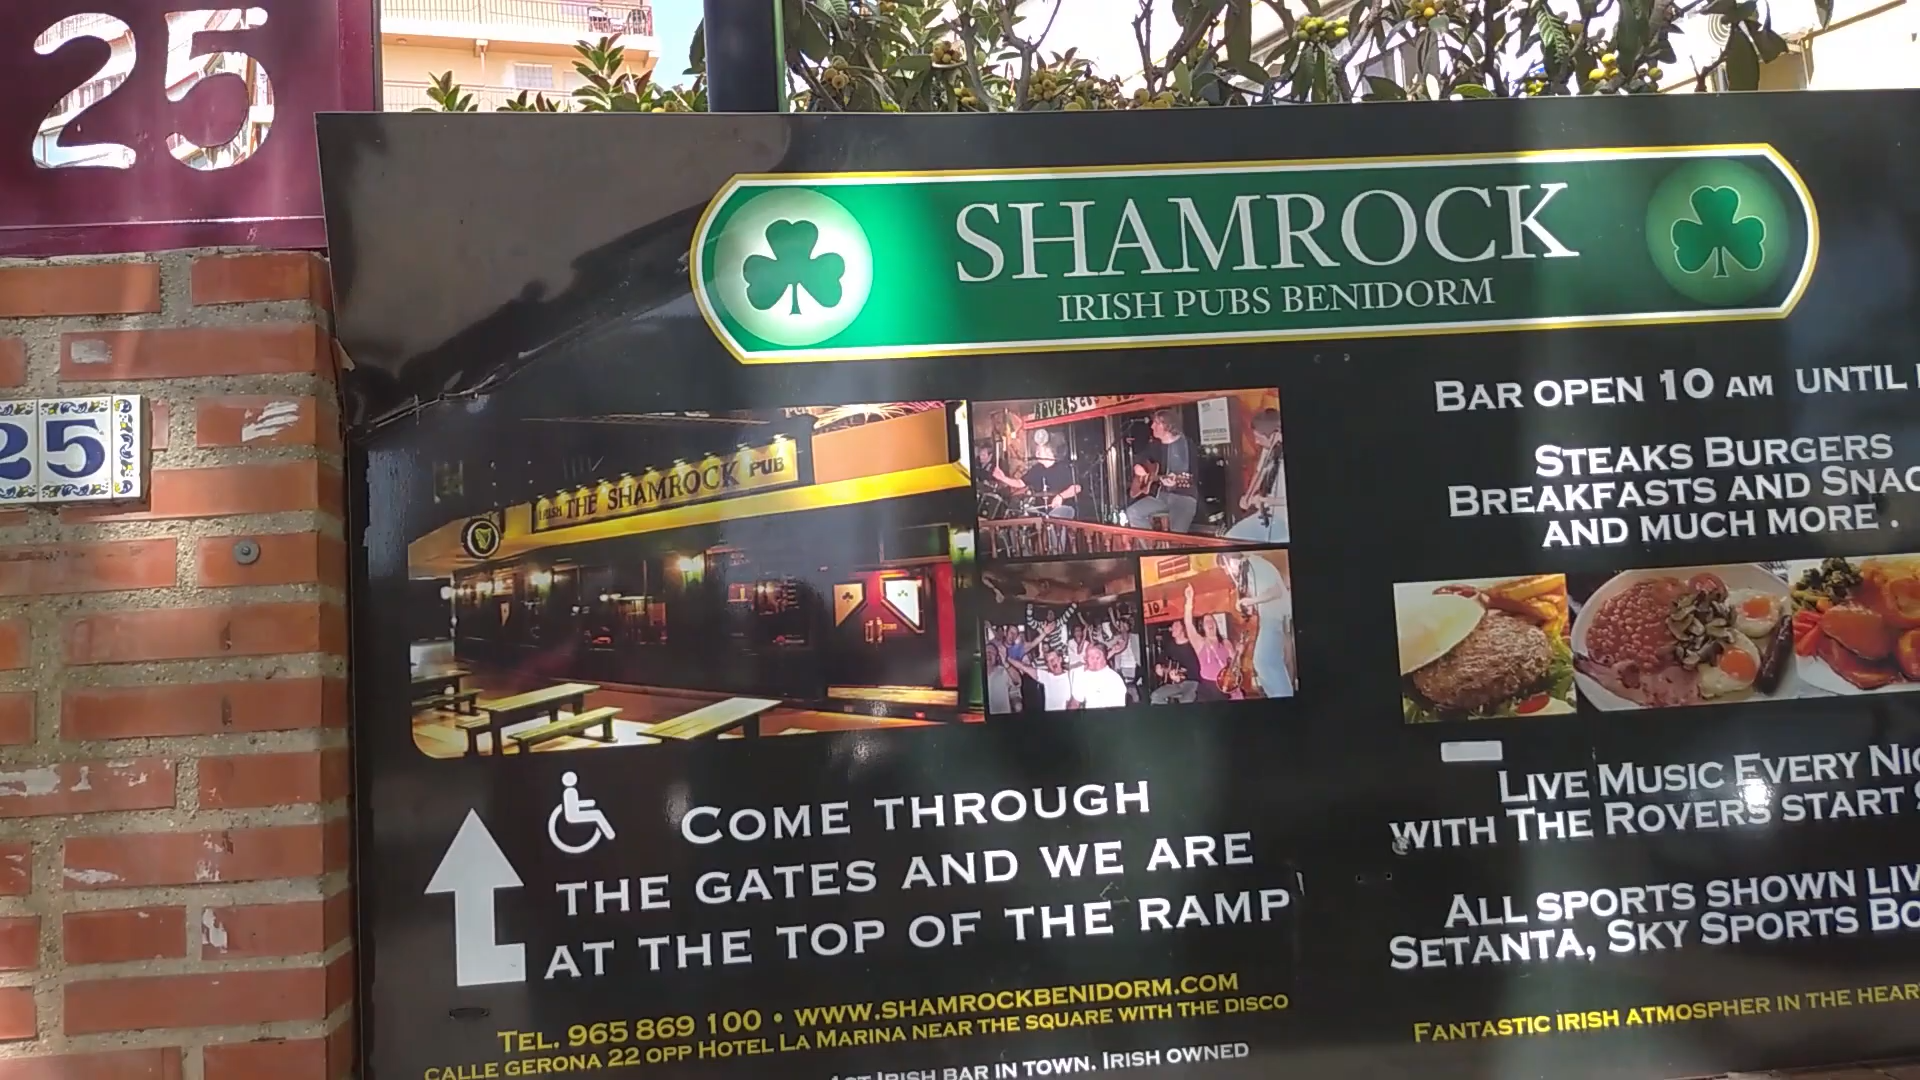 25
25
SHAMROCK
IRISH PUBS BENIDORM
IRISH THE SHAMROCK PUB
BAR OPEN 10 AM UNTIL
STEAKS BURGERS
BREAKFASTS AND SNAC
AND MUCH MORE .
COME THROUGH
THE GATES AND WE ARE
AT THE TOP OF THE RAMP
LIVE MUSIC EVERY NIG
WITH THE ROVERS START
ALL SPORTS SHOWN LIV
SETANTA, SKY SPORTS BO
TEL. 965 869 100 • WWW.SHAMROCKBENIDORM.COM
CALLE GERONA 22 OPP HOTEL LA MARINA NEAR THE SQUARE WITH THE DISCO
1ST IRISH BAR IN TOWN. IRISH OWNED
FANTASTIC IRISH ATMOSPHER IN THE HEAR